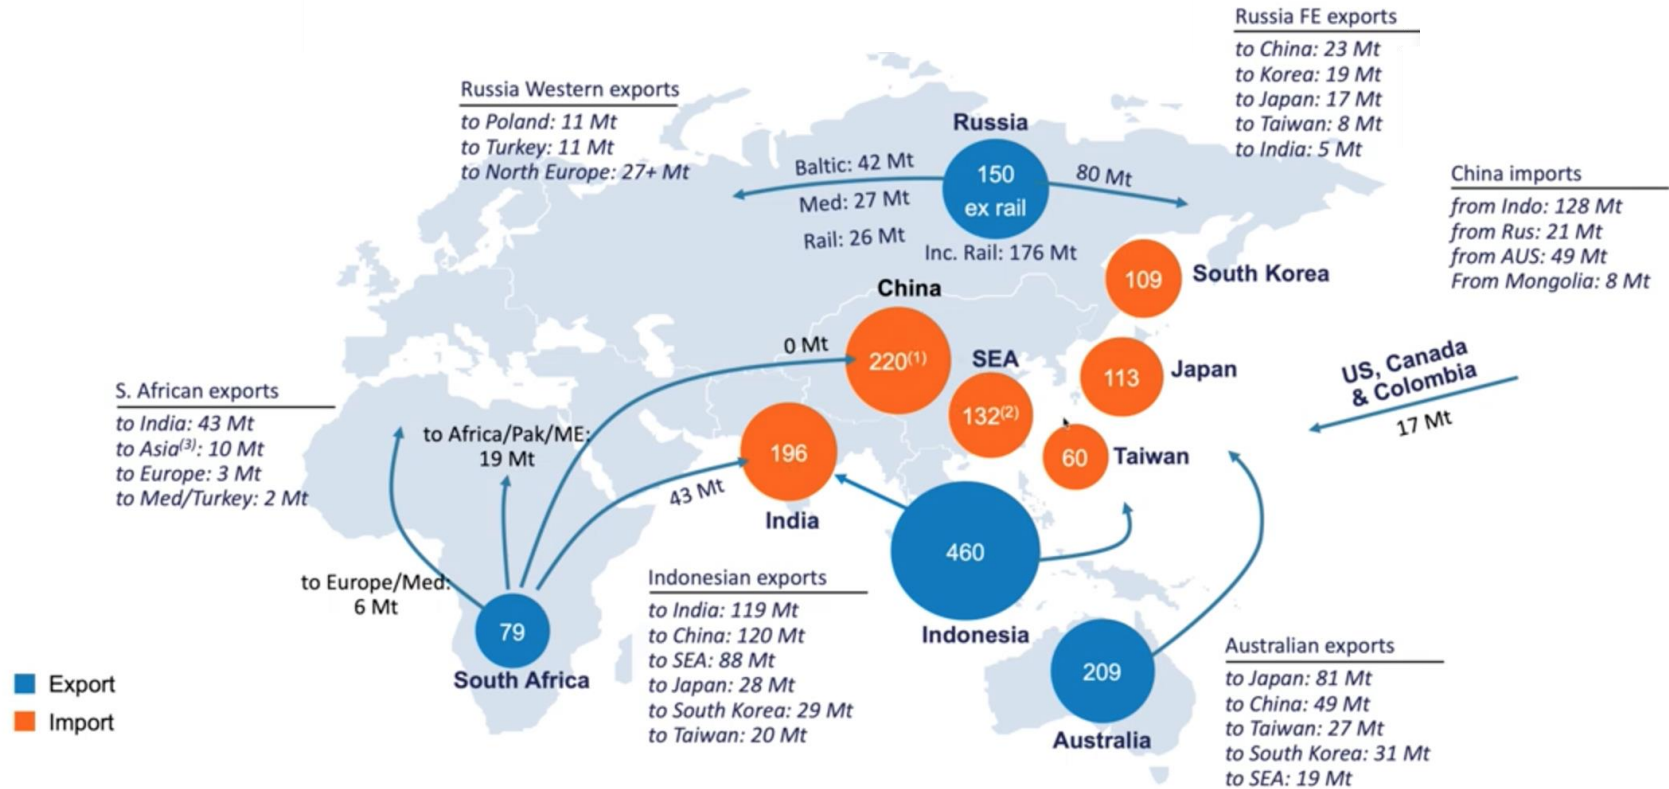 Russia FE exports
to China: 23 Mt
to Korea: 19 Mt
to Japan: 17 Mt
to Taiwan: 8 Mt
to India: 5 Mt
Russia Western exports
to Poland: 11 Mt
to Turkey: 11 Mt
to North Europe: 27+ Mt
Russia
150
ex rail
Baltic: 42 Mt
Med: 27 Mt
Rail: 26 Mt
80 Mt
Inc. Rail: 176 Mt
China imports
from Indo: 128 Mt
from Rus: 21 Mt
from AUS: 49 Mt
From Mongolia: 8 Mt
109
South Korea
China
220(1)
0 Mt
SEA
132(2)
113
Japan
US, Canada
& Colombia
17 Mt
S. African exports
to India: 43 Mt
to Asia(3): 10 Mt
to Europe: 3 Mt
to Med/Turkey: 2 Mt
to Africa/Pak/ME:
19 Mt
196
India
43 Mt
60
Taiwan
460
Indonesia
to Europe/Med:
6 Mt
79
South Africa
Indonesian exports
to India: 119 Mt
to China: 120 Mt
to SEA: 88 Mt
to Japan: 28 Mt
to South Korea: 29 Mt
to Taiwan: 20 Mt
209
Australia
Australian exports
to Japan: 81 Mt
to China: 49 Mt
to Taiwan: 27 Mt
to South Korea: 31 Mt
to SEA: 19 Mt
Export
Import